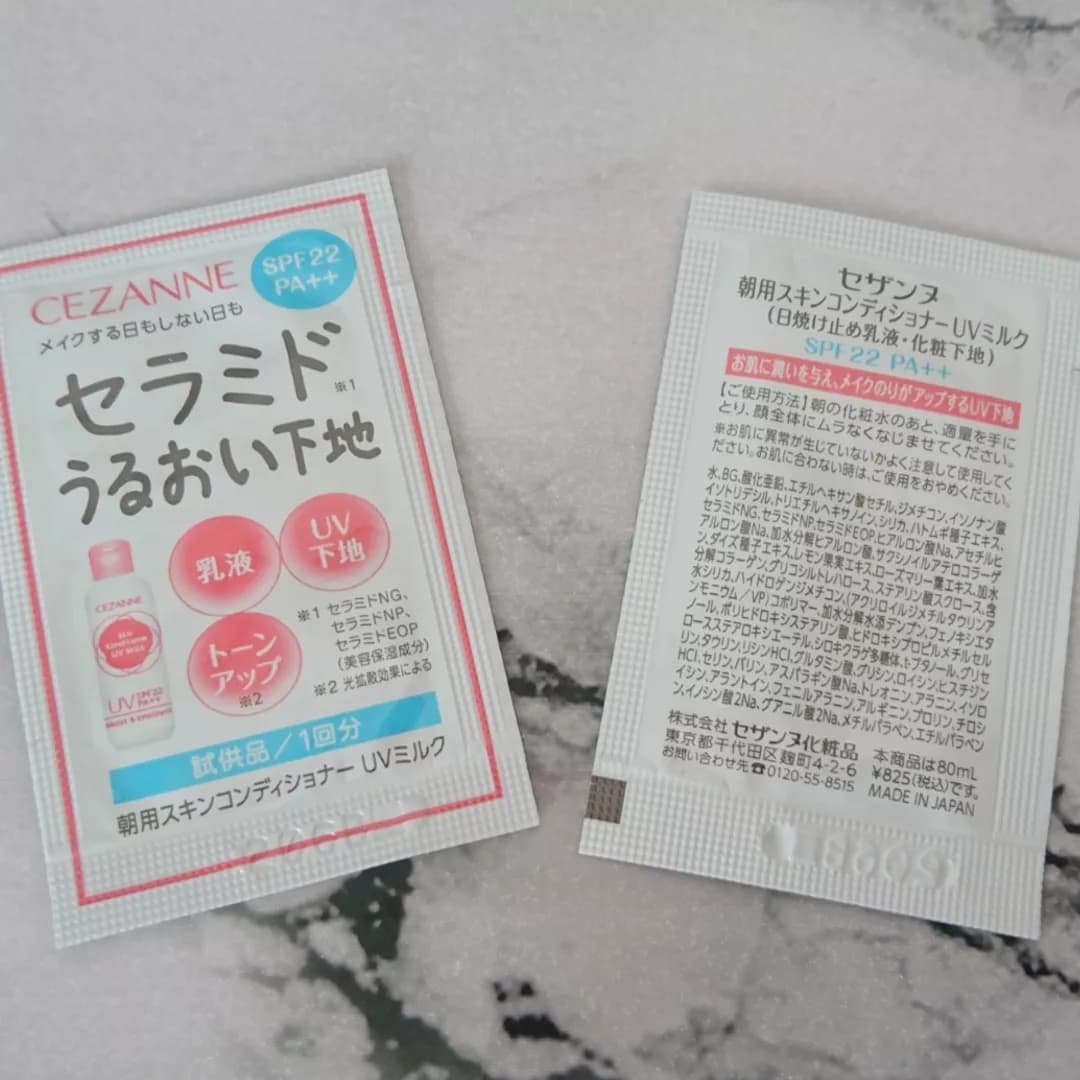 CEZANNE
SPF22
PA++
メイクする日もしない日も
セラミド※1
うるおい下地
乳液
UV
下地
トーン
アップ
※2
※1 セラミドNG、
セラミドNP、
セラミドEOP
(美容保湿成分)
※2 光拡散効果による
CEZANNE
UV SPF22
PA++
試供品/1回分
朝用スキンコンディショナー UVミルク
セザンヌ
朝用スキンコンディショナー UVミルク
(日焼け止め乳液・化粧下地)
SPF22 PA++
お肌に潤いを与え、メイクのりがアップするUV下地
【ご使用方法】朝の化粧水のあと、適量を手に
とり、顔全体にムラなくなじませてください。
※お肌に異常が生じていないかよく注意して使用してく
ださい。お肌に合わない時は、ご使用をおやめください。
水、BG、酸化亜鉛、エチルヘキサン酸セチル、ジメチコン、イソノナン酸
イソトリデシル、トリエチルヘキサノイン、シリカ、ハトムギ種子エキス、
セラミドNG、セラミドNP、セラミドEOP、ヒアルロン酸Na、アセチルヒ
アルロン酸Na、加水分解ヒアルロン酸、サクシノイルアテロコラーゲ
ン、ダイズ種子エキス、レモン果実エキス、ローズマリー葉エキス、加水
分解コラーゲン、グリコシルトレハロース、ステアリン酸スクロース、含
水シリカ、ハイドロゲンジメチコン、(アクリロイルジメチルタウリンア
ンモニウム/VP)コポリマー、加水分解水添デンプン、フェノキシエタ
ノール、ポリヒドロキシステアリン酸、ヒドロキシプロピルメチルセル
ロースステアロキシエーテル、シロキクラゲ多糖体、t-ブタノール、グリセ
リン、タウリン、リシンHCl、グルタミン酸、グリシン、ロイシン、ヒスチジン
HCl、セリン、バリン、アスパラギン酸Na、トレオニン、アラニン、イソロ
イシン、アラントイン、フェニルアラニン、アルギニン、プロリン、チロシ
ン、イノシン酸2Na、グアニル酸2Na、メチルパラベン、エチルパラベン
株式会社 セザンヌ化粧品
東京都千代田区麹町4-2-6
お問い合わせ先☎0120-55-8515
本商品は80mL
¥825(税込)です。
MADE IN JAPAN